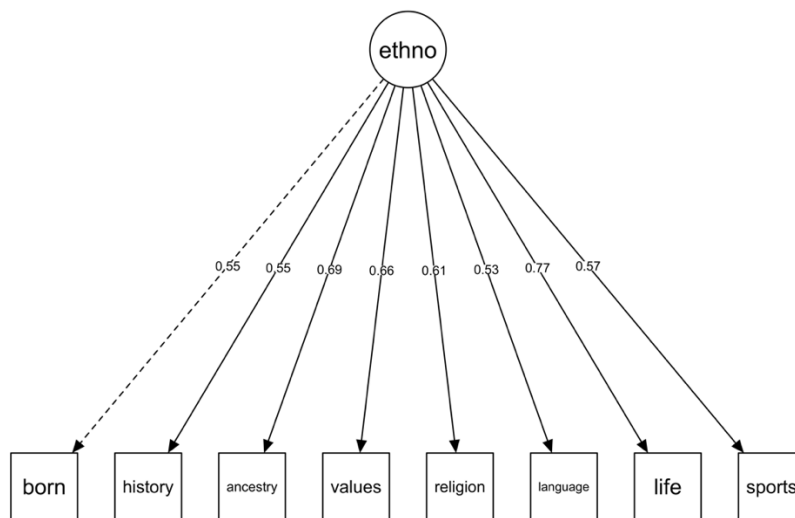 ethno
0.55 0.55 0.69 0.66 0.61 0.53 0.77 0.57
born history ancestry values religion language life sports